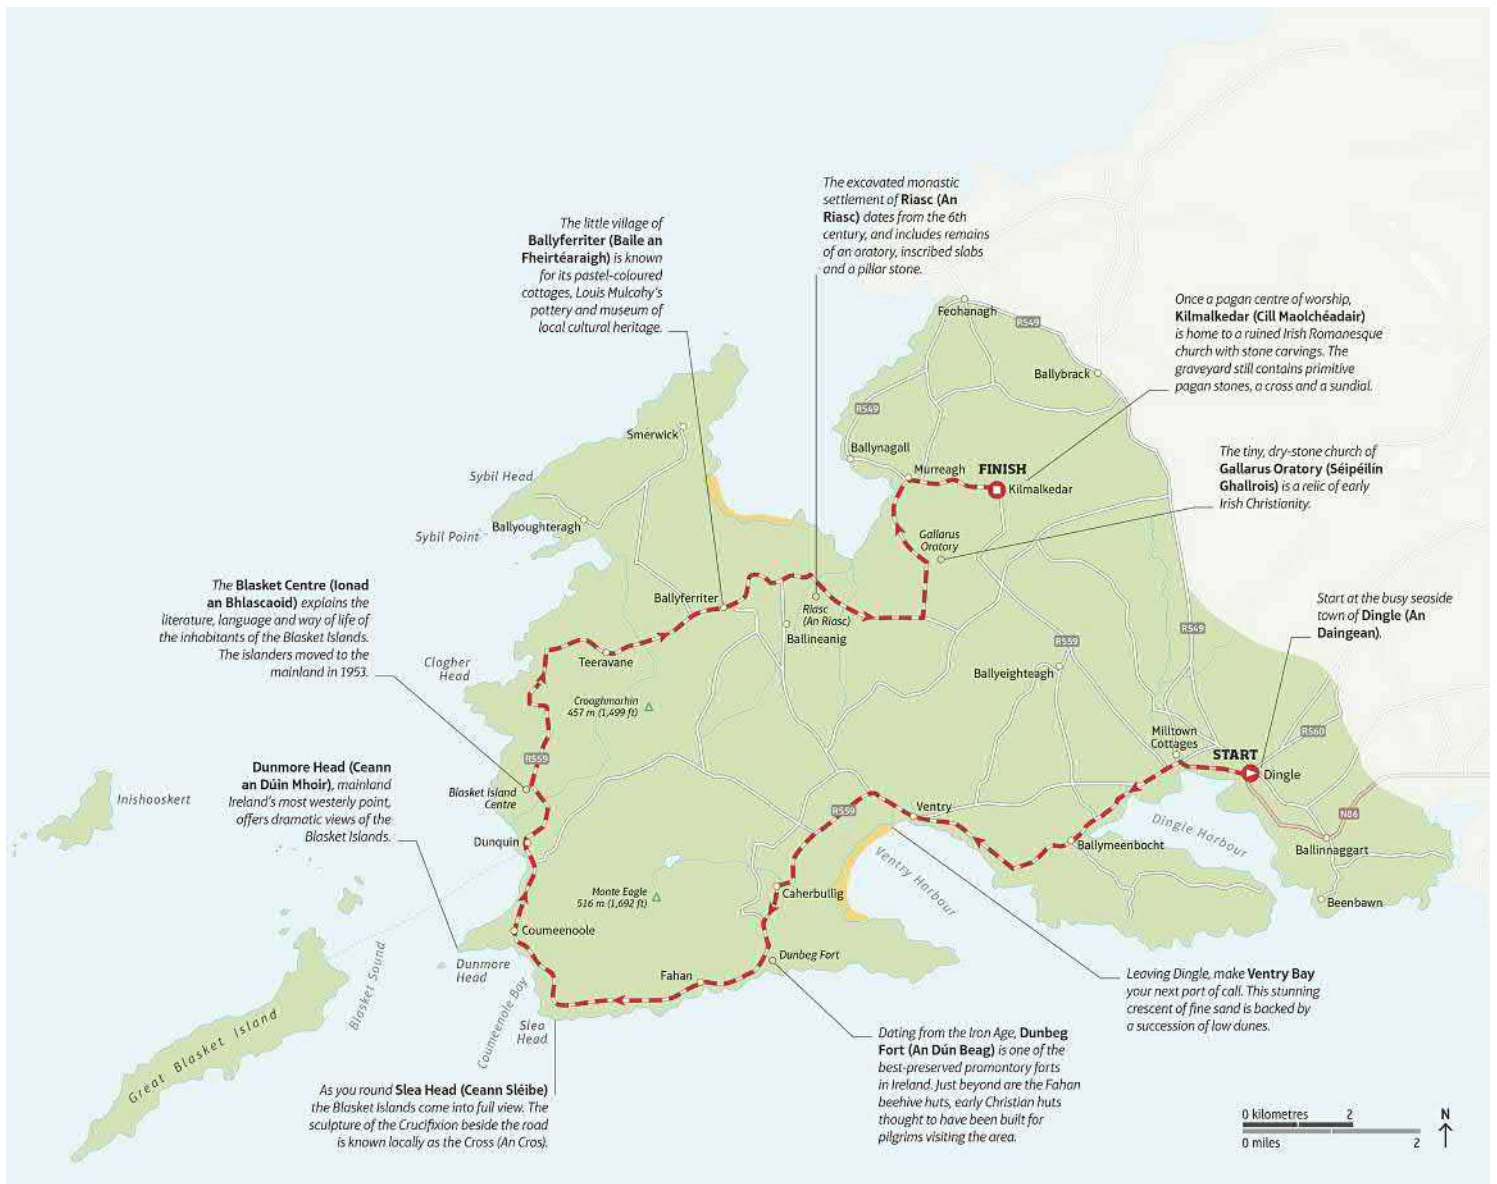 The excavated monastic
settlement of Riasc (An
Riasc) dates from the 6th
century, and includes remains
of an oratory, inscribed slabs
and a pillar stone.
The little village of
Ballyferriter (Baile an
Fheirtéaraigh) is known
for its pastel-coloured
cottages, Louis Mulcahy's
pottery and museum of
local cultural heritage.
Once a pagan centre of worship,
Kilmalkedar (Cill Maolchéadair)
is home to a ruined Irish Romanesque
church with stone carvings. The
graveyard still contains primitive
pagan stones, a cross and a sundial.
Feohanagh
R549
Ballybrack
R549
Smerwick
Ballynagall
Murreagh
FINISH
Kilmalkedar
The tiny, dry-stone church of
Gallarus Oratory (Séipéilín
Ghallrois) is a relic of early
Irish Christianity.
Sybil Head
Ballyoughteragh
Sybil Point
Gallarus
Oratory
The Blasket Centre (Ionad
an Bhlascaoid) explains the
literature, language and way of life of
the inhabitants of the Blasket Islands.
The islanders moved to the
mainland in 1953.
Ballyferriter
Riasc
(An Riasc)
Ballineanig
Start at the busy seaside
town of Dingle (An
Daingean).
R559
R549
Clogher
Head
Teeravane
Ballyeighteagh
Croaghmarhin
457 m (1,499 ft)
Milltown
Cottages
R560
START
Dingle
R559
Dunmore Head (Ceann
an Dúin Mhoir), mainland
Ireland's most westerly point,
offers dramatic views of the
Blasket Islands.
Blasket Island
Centre
Inishooskert
R559
Ventry
N86
Dingle Harbour
Dunquin
Ballymeenbocht
Ballinnaggart
Ventry Harbour
Monte Eagle
516 m (1,692 ft)
Caherbullig
Beenbawn
Coumeenoole
Dunbeg Fort
Dunmore
Head
Fahan
Blasket Sound
Coumeenole Bay
Slea
Head
Great Blasket Island
Leaving Dingle, make Ventry Bay
your next port of call. This stunning
crescent of fine sand is backed by
a succession of low dunes.
Dating from the Iron Age, Dunbeg
Fort (An Dún Beag) is one of the
best-preserved promontory forts
in Ireland. Just beyond are the Fahan
beehive huts, early Christian huts
thought to have been built for
pilgrims visiting the area.
As you round Slea Head (Ceann Sléibe)
the Blasket Islands come into full view. The
sculpture of the Crucifixion beside the road
is known locally as the Cross (An Cros).
0 kilometres 2
0 miles 2
N